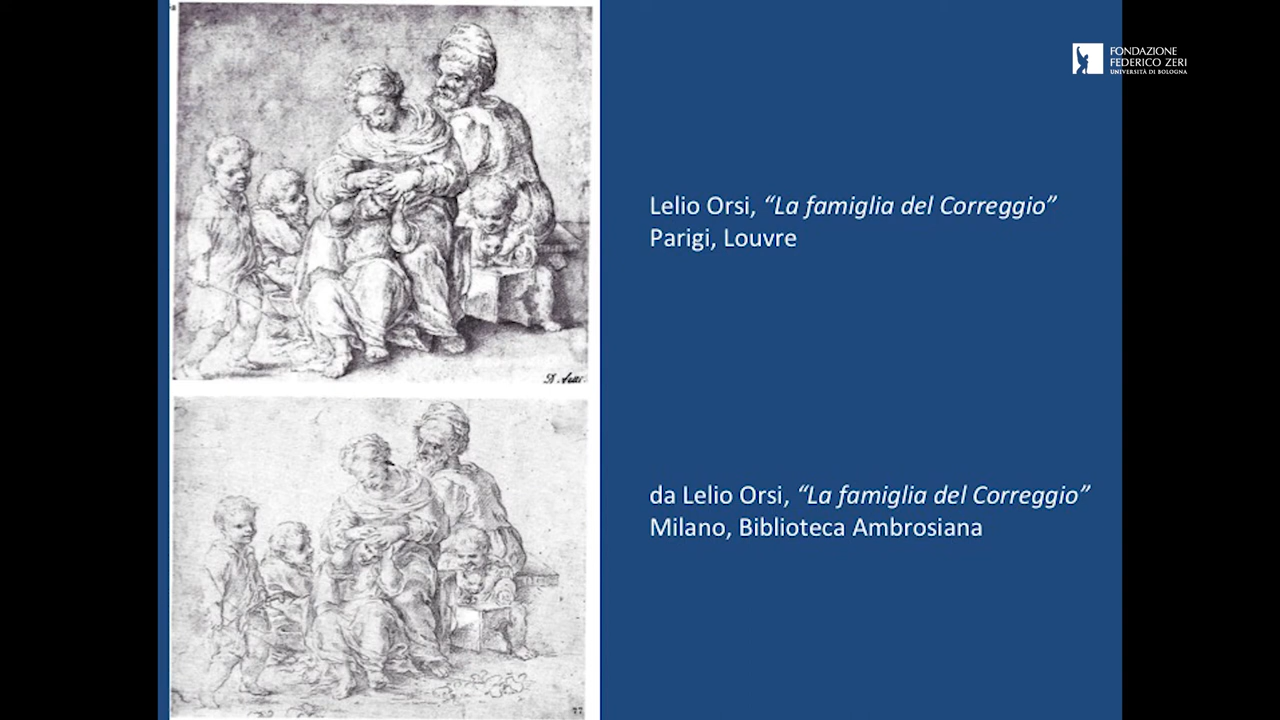 FONDAZIONE
FEDERICO ZERI
UNIVERSITÀ DI BOLOGNA
Lelio Orsi, “La famiglia del Correggio”
Parigi, Louvre
da Lelio Orsi, “La famiglia del Correggio”
Milano, Biblioteca Ambrosiana
77